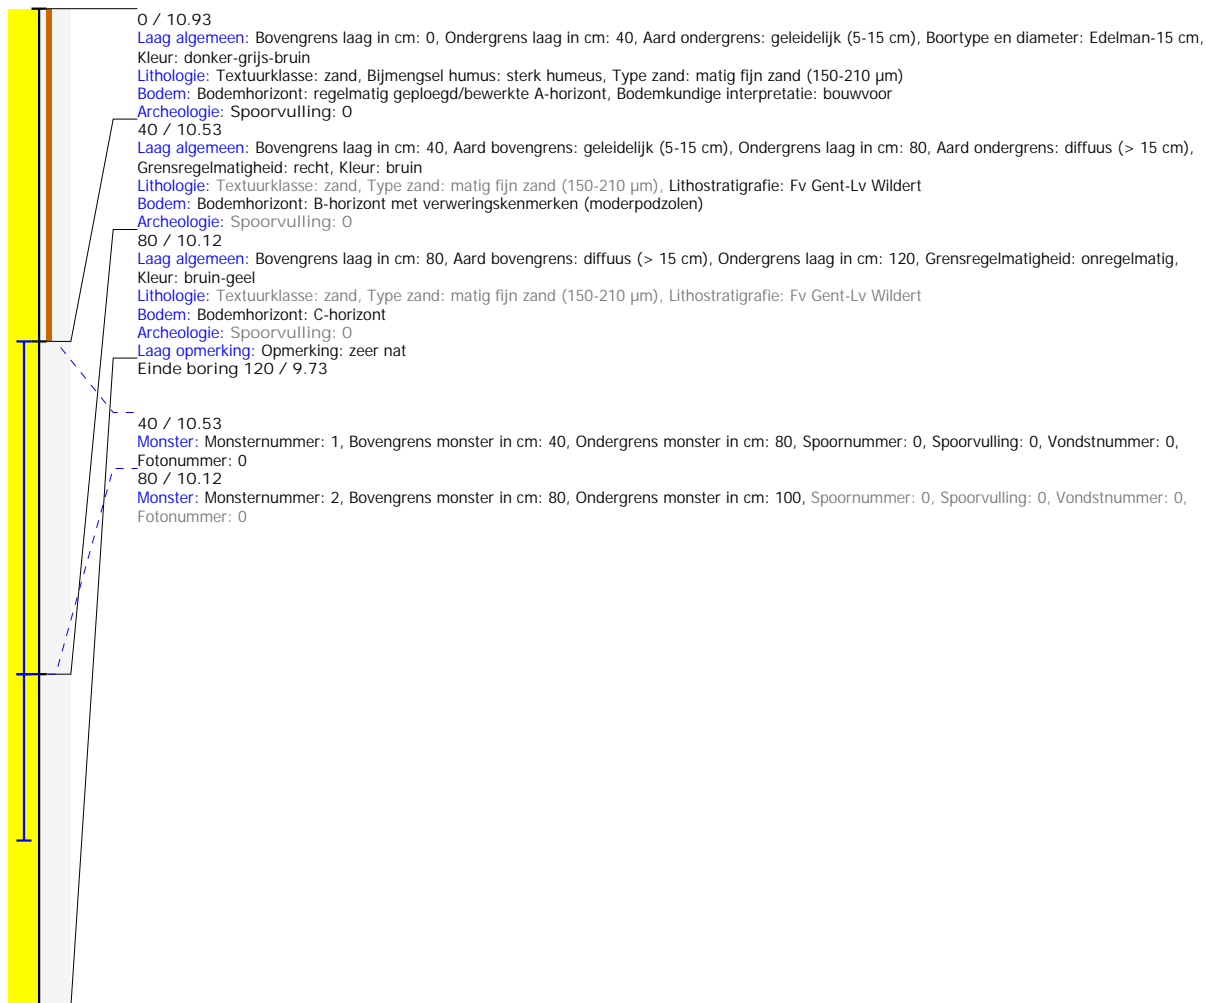 0 / 10.93
Laag algemeen: Bovengrens laag in cm: 0, Ondergrens laag in cm: 40, Aard ondergrens: geleidelijk (5-15 cm), Boortype en diameter: Edelman-15 cm,
Kleur: donker-grijs-bruin
Lithologie: Textuurklasse: zand, Bijmengsel humus: sterk humeus, Type zand: matig fijn zand (150-210 µm)
Bodem: Bodemhorizont: regelmatig geploegd/bewerkte A-horizont, Bodemkundige interpretatie: bouwvoor
Archeologie: Spoorvulling: 0
40 / 10.53
Laag algemeen: Bovengrens laag in cm: 40, Aard bovengrens: geleidelijk (5-15 cm), Ondergrens laag in cm: 80, Aard ondergrens: diffuus (> 15 cm),
Grensregelmatigheid: recht, Kleur: bruin
Lithologie: Textuurklasse: zand, Type zand: matig fijn zand (150-210 µm), Lithostratigrafie: Fv Gent-Lv Wildert
Bodem: Bodemhorizont: B-horizont met verweringskenmerken (moderpodzolen)
Archeologie: Spoorvulling: 0
80 / 10.12
Laag algemeen: Bovengrens laag in cm: 80, Aard bovengrens: diffuus (> 15 cm), Ondergrens laag in cm: 120, Grensregelmatigheid: onregelmatig,
Kleur: bruin-geel
Lithologie: Textuurklasse: zand, Type zand: matig fijn zand (150-210 µm), Lithostratigrafie: Fv Gent-Lv Wildert
Bodem: Bodemhorizont: C-horizont
Archeologie: Spoorvulling: 0
Laag opmerking: Opmerking: zeer nat
Einde boring 120 / 9.73
40 / 10.53
Monster: Monsternummer: 1, Bovengrens monster in cm: 40, Ondergrens monster in cm: 80, Spoornummer: 0, Spoorvulling: 0, Vondstnummer: 0,
Fotonummer: 0
80 / 10.12
Monster: Monsternummer: 2, Bovengrens monster in cm: 80, Ondergrens monster in cm: 100, Spoornummer: 0, Spoorvulling: 0, Vondstnummer: 0,
Fotonummer: 0